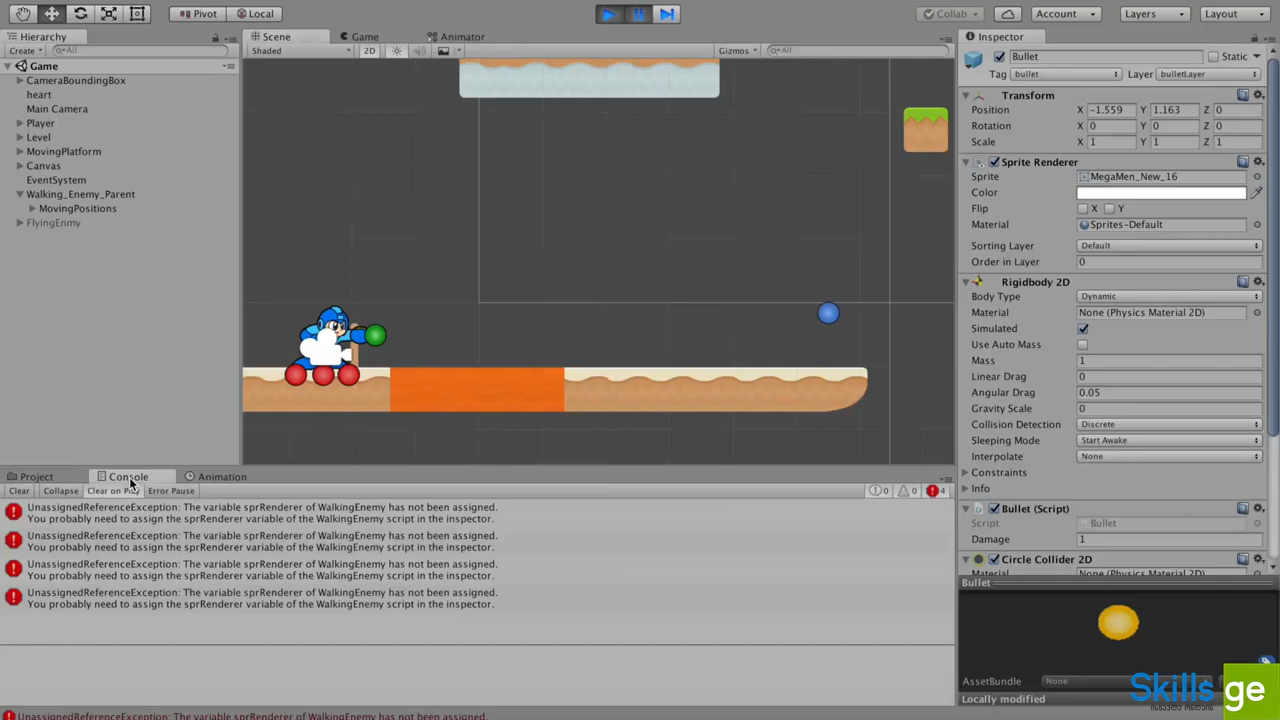 Pivot Local Collab Account Layers Layout
Hierarchy Scene Game Animator Inspector
Create All Shaded 2D Gizmos All
Bullet Static
Game
Tag bullet Layer bulletLayer
CameraBoundingBox
heart
Main Camera
Player
Level
MovingPlatform
Canvas
EventSystem
Walking_Enemy_Parent
MovingPositions
FlyingEnmy
Transform
Position X -1.559 Y 1.163 Z 0
Rotation X 0 Y 0 Z 0
Scale X 1 Y 1 Z 1
Sprite Renderer
Sprite MegaMen_New_16
Color
Flip X Y
Material Sprites-Default
Sorting Layer Default
Order in Layer 0
Rigidbody 2D
Body Type Dynamic
Material None (Physics Material 2D)
Simulated
Use Auto Mass
Mass 1
Linear Drag 0
Angular Drag 0.05
Gravity Scale 0
Collision Detection Discrete
Sleeping Mode Start Awake
Interpolate None
Constraints
Info
Bullet (Script)
Script Bullet
Damage 1
Circle Collider 2D
Material None (Physics Material 2D)
Bullet
AssetBundle None
Locally modified
Project Console Animation
Clear Collapse Clear on Play Error Pause 0 0 4
UnassignedReferenceException: The variable sprRenderer of WalkingEnemy has not been assigned.
You probably need to assign the sprRenderer variable of the WalkingEnemy script in the inspector.
UnassignedReferenceException: The variable sprRenderer of WalkingEnemy has not been assigned.
You probably need to assign the sprRenderer variable of the WalkingEnemy script in the inspector.
UnassignedReferenceException: The variable sprRenderer of WalkingEnemy has not been assigned.
You probably need to assign the sprRenderer variable of the WalkingEnemy script in the inspector.
UnassignedReferenceException: The variable sprRenderer of WalkingEnemy has not been assigned.
You probably need to assign the sprRenderer variable of the WalkingEnemy script in the inspector.
UnassignedReferenceException: The variable sprRenderer of WalkingEnemy has not been assigned.
Skills ge